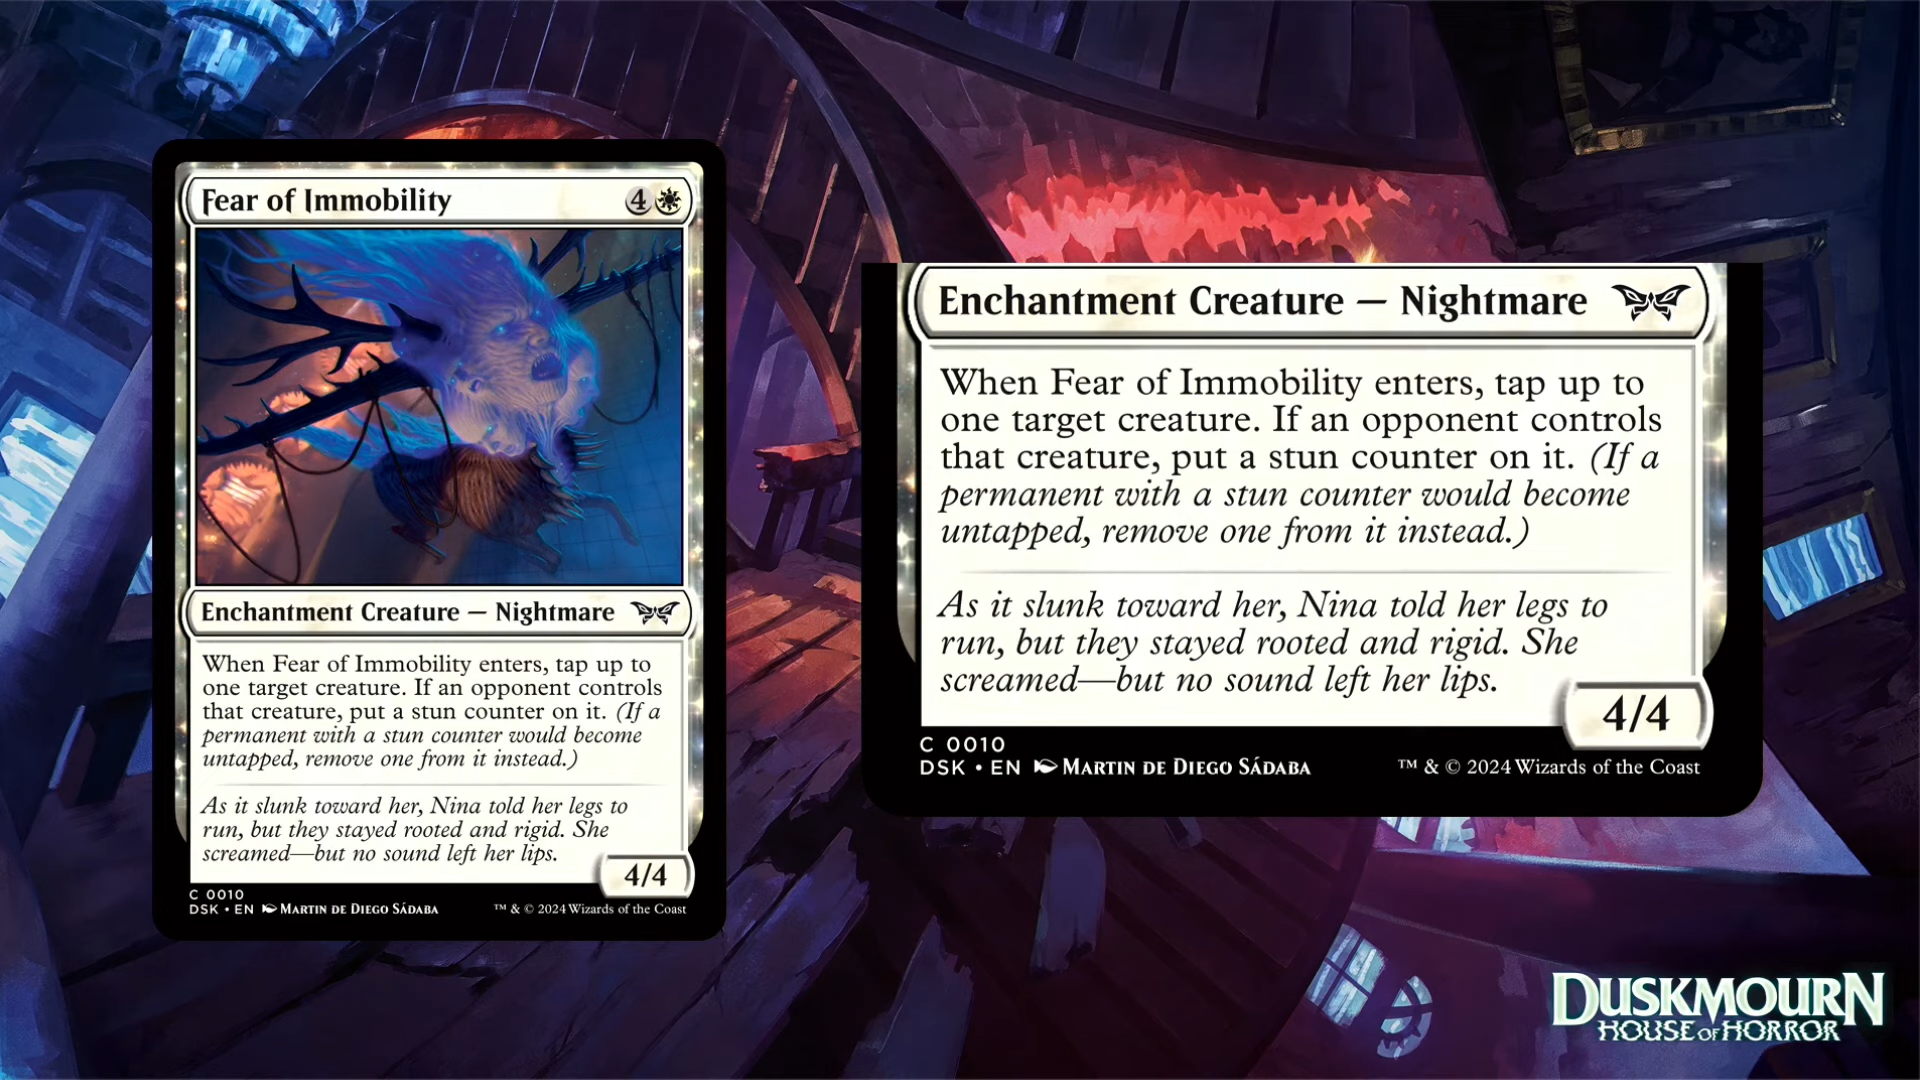 Fear of Immobility 4
Enchantment Creature — Nightmare
When Fear of Immobility enters, tap up to
one target creature. If an opponent controls
that creature, put a stun counter on it. (If a
permanent with a stun counter would become
untapped, remove one from it instead.)
As it slunk toward her, Nina told her legs to
run, but they stayed rooted and rigid. She
screamed—but no sound left her lips.
4/4
C 0010
DSK • EN Martin de Diego Sádaba ™ & © 2024 Wizards of the Coast
Enchantment Creature — Nightmare
When Fear of Immobility enters, tap up to
one target creature. If an opponent controls
that creature, put a stun counter on it. (If a
permanent with a stun counter would become
untapped, remove one from it instead.)
As it slunk toward her, Nina told her legs to
run, but they stayed rooted and rigid. She
screamed—but no sound left her lips.
4/4
C 0010
DSK • EN Martin de Diego Sádaba ™ & © 2024 Wizards of the Coast
DUSKMOURN
HOUSE OF HORROR